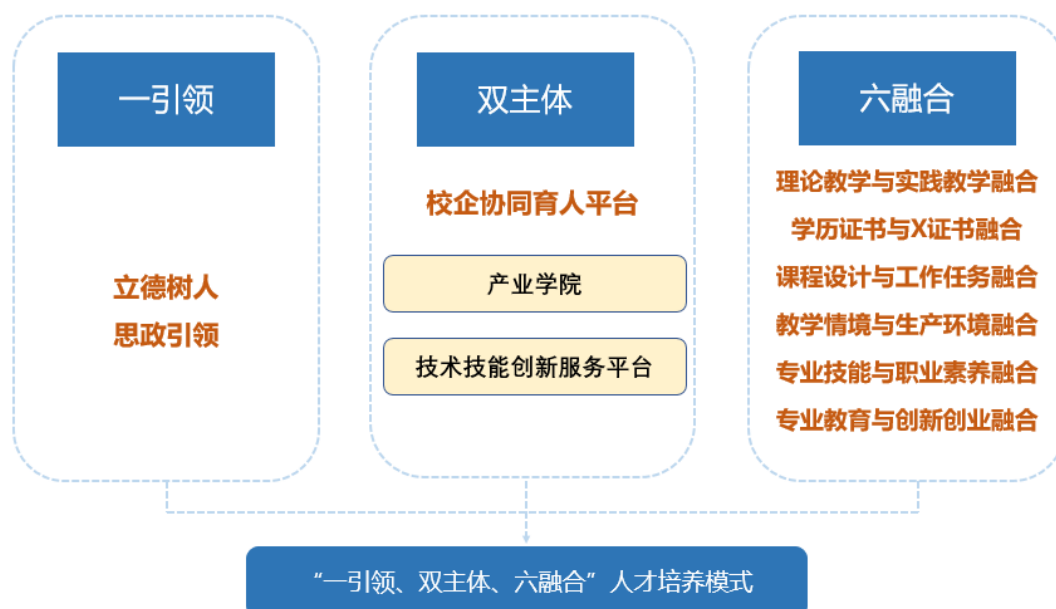 一引领
立德树人
思政引领
双主体
校企协同育人平台
产业学院
技术技能创新服务平台
六融合
理论教学与实践教学融合
学历证书与X证书融合
课程设计与工作任务融合
教学情境与生产环境融合
专业技能与职业素养融合
专业教育与创新创业融合
“一引领、双主体、六融合”人才培养模式